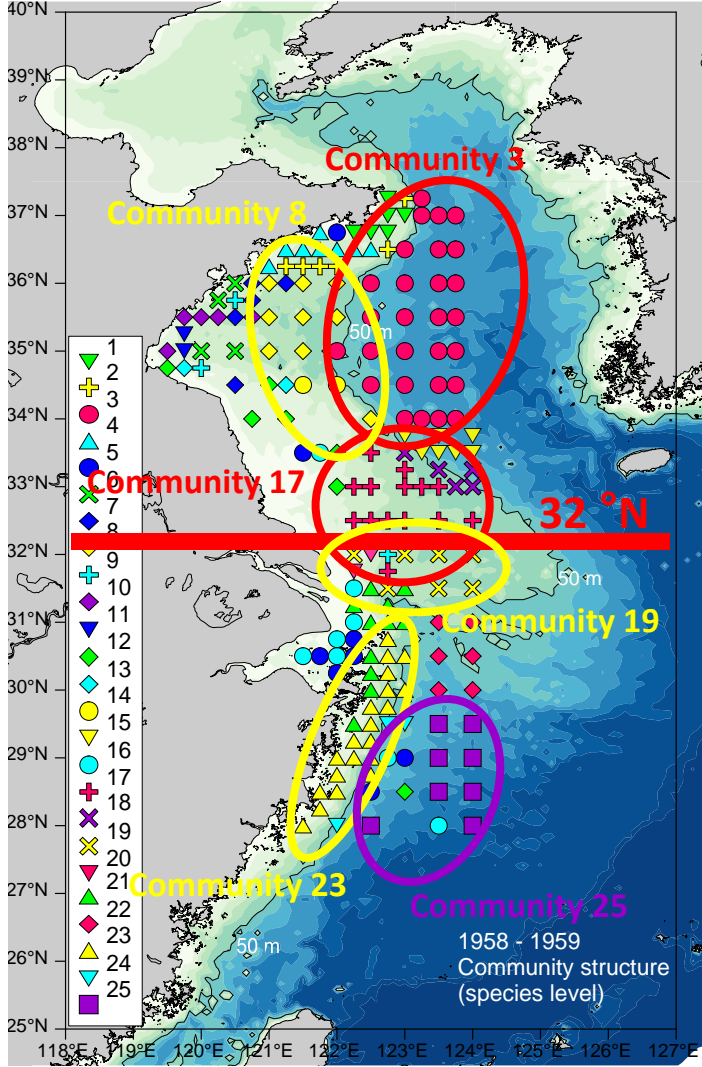 40°N
39°N
38°N
Community 3
37°N
Community 8
36°N
50 m
35°N
1
2
3
34°N
4
5
6
Community 17
33°N
7
32 °N
8
32°N
9
50 m
10
31°N
Community 19
11
12
30°N
13
14
29°N
15
16
17
28°N
18
19
20
27°N
21
Community 23
22
Community 25
23
50 m
1958 - 1959
26°N
Community structure
24
(species level)
25
25°N
118°E 119°E 120°E 121°E 122°E 123°E 124°E 125°E 126°E 127°E